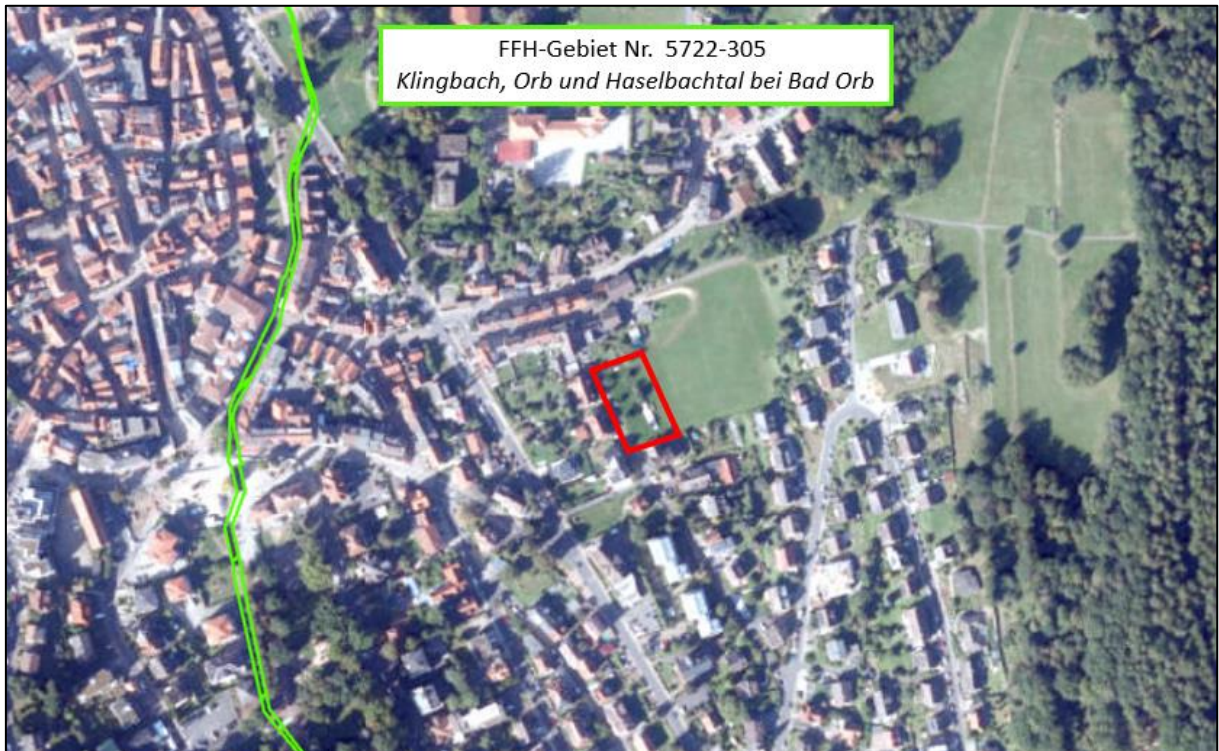 FFH-Gebiet Nr. 5722-305
Klingbach, Orb und Haselbachtal bei Bad Orb